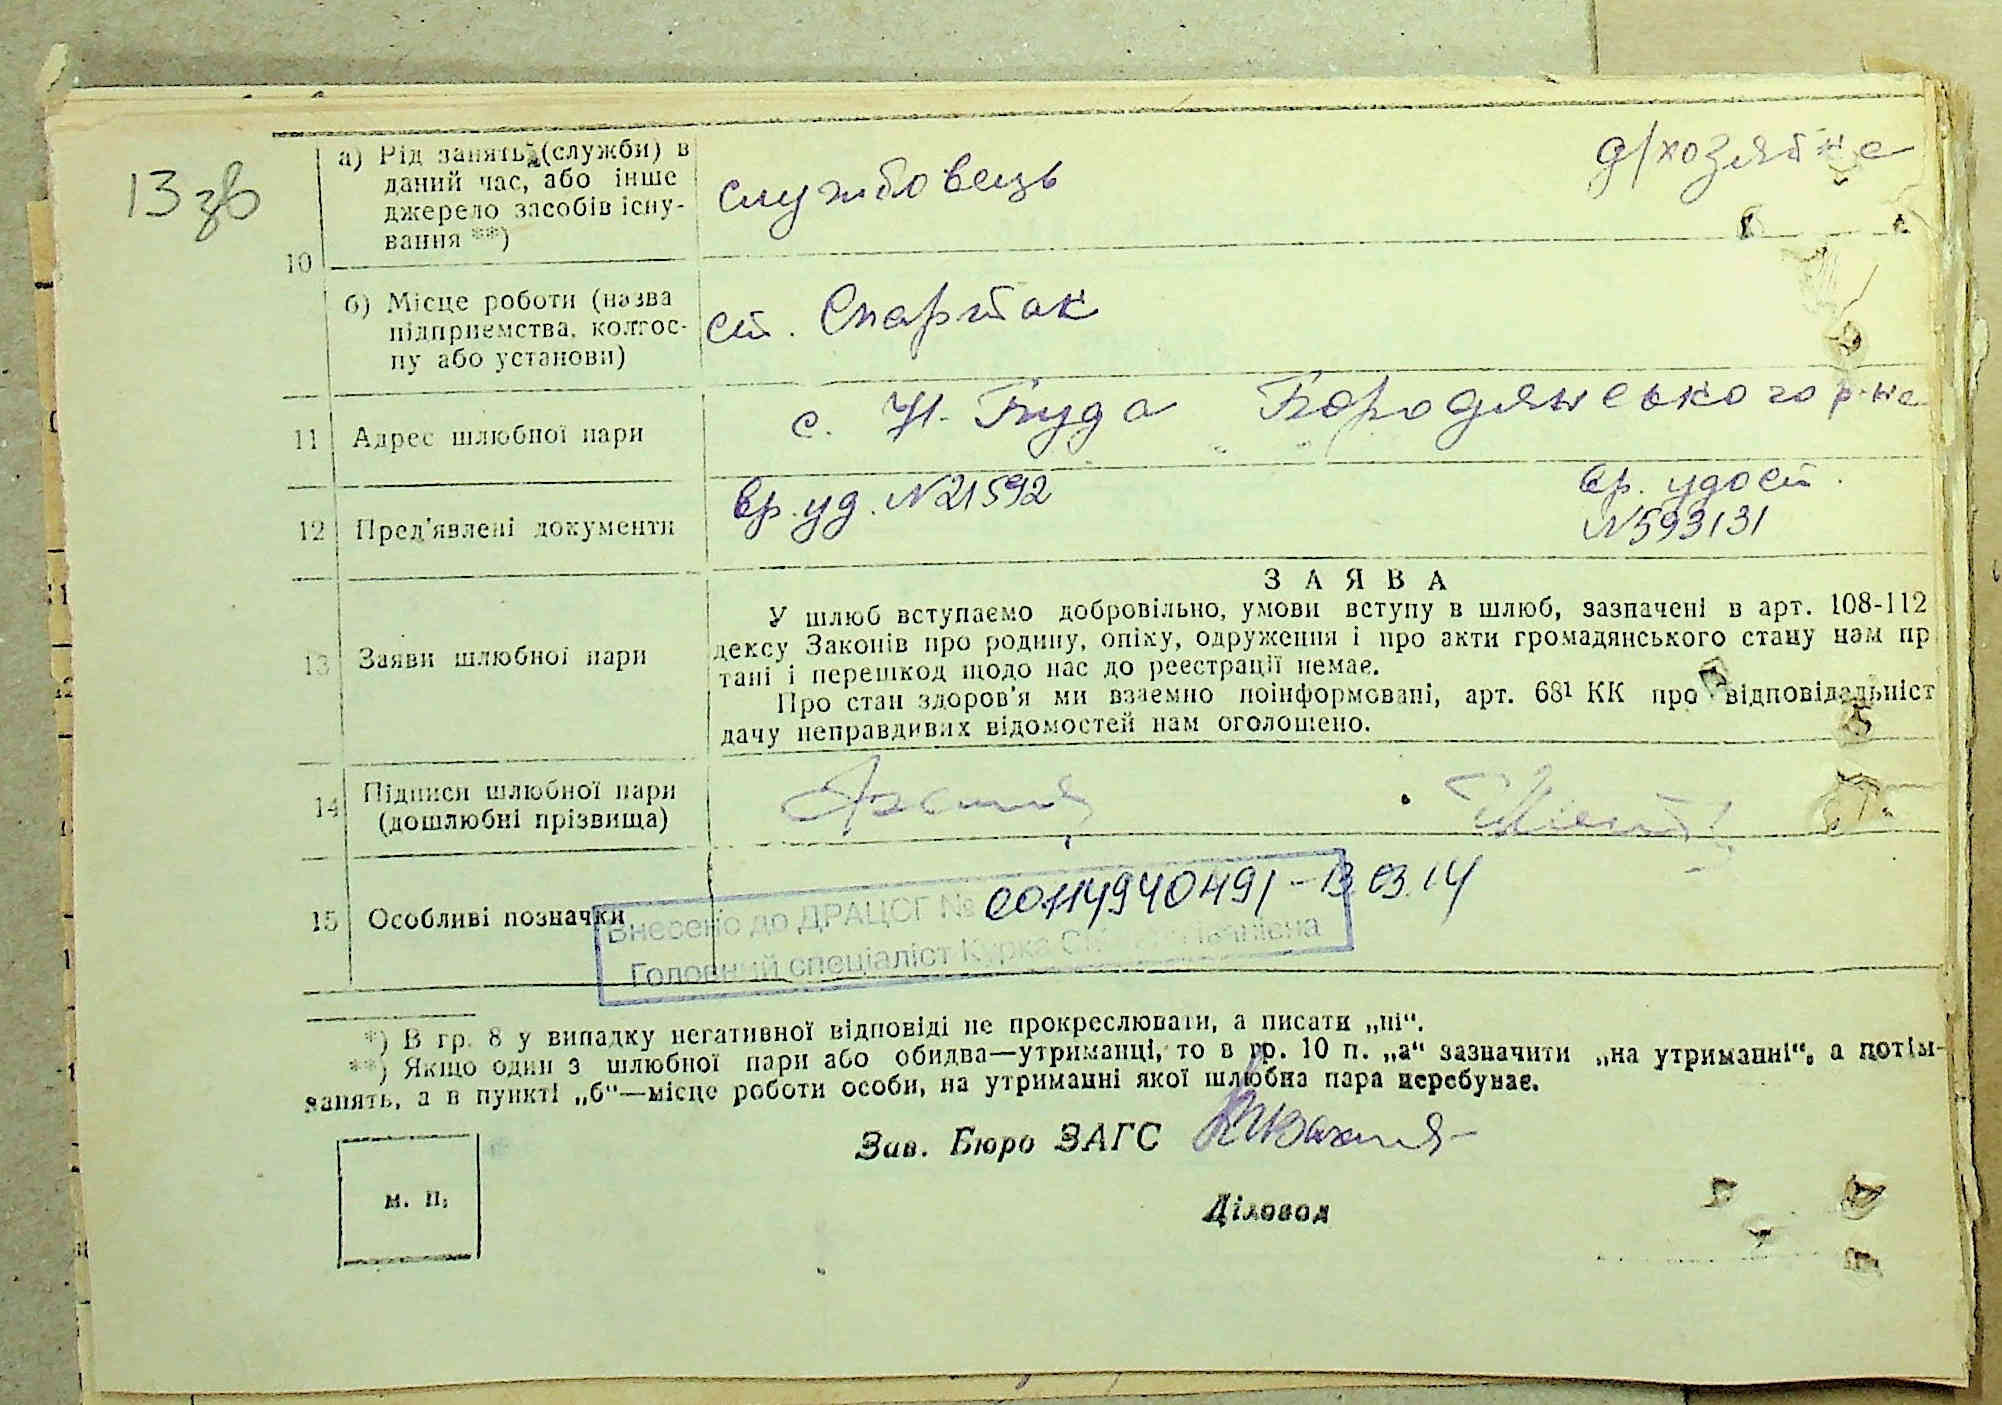 13 зв
а) Рід занять (служби) в
даний час, або інше
джерело засобів існу-
вання **)
службовець
д/хозяйка
10
б) Місце роботи (назва
підприємства, колгос-
пу або установи)
ст. Спартак
11 Адрес шлюбної пари
с. Н. Буда Бородянського р-на
12 Пред'явлені документи
вр. уд. №21592
вр. удост.
№593131
13 Заяви шлюбної пари
ЗАЯВА
У шлюб вступаємо добровільно, умови вступу в шлюб, зазначені в арт. 108-112
дексу Законів про родину, опіку, одруження і про акти громадянського стану нам пр
тані і перешкод щодо нас до реєстрації немає.
Про стан здоров'я ми взаємно поінформовані, арт. 68¹ КК про відповідальніст
дачу неправдивих відомостей нам оголошено.
14 Підписи шлюбної пари
(дошлюбні прізвища)
15 Особливі позначки
Внесено до ДРАЦСГ № 00114940491 - 13.03.14
Головний спеціаліст Курка Іванівна
*) В гр. 8 у випадку негативної відповіді не прокреслювати, а писати „ні“.
**) Якщо один з шлюбної пари або обидва—утриманці, то в гр. 10 п. „а“ зазначити „на утриманні“, а потім-
занять, а в пункті „б“—місце роботи особи, на утриманні якої шлюбна пара перебуває.
Зав. Бюро ЗАГС
м. п.
Діловод